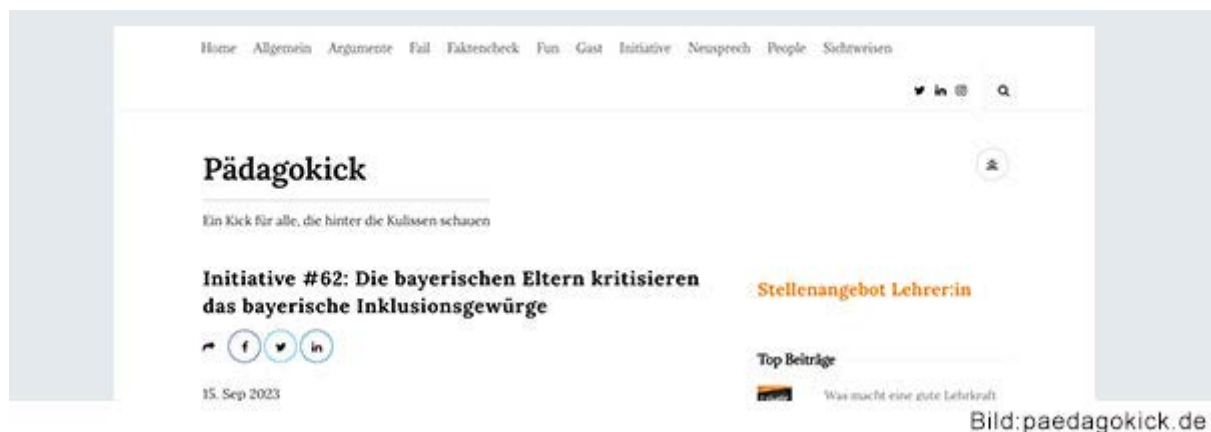 Home Allgemein Argumente Fail Faktencheck Fun Gast Initiative Neusprech People Sichtweisen
Pädagokick
Ein Kick für alle, die hinter die Kulissen schauen
Initiative #62: Die bayerischen Eltern kritisieren
das bayerische Inklusionsgewürge
Stellenangebot Lehrer:in
Top Beiträge
15. Sep 2023
Was macht eine gute Lehrkraft
Bild:paedagokick.de